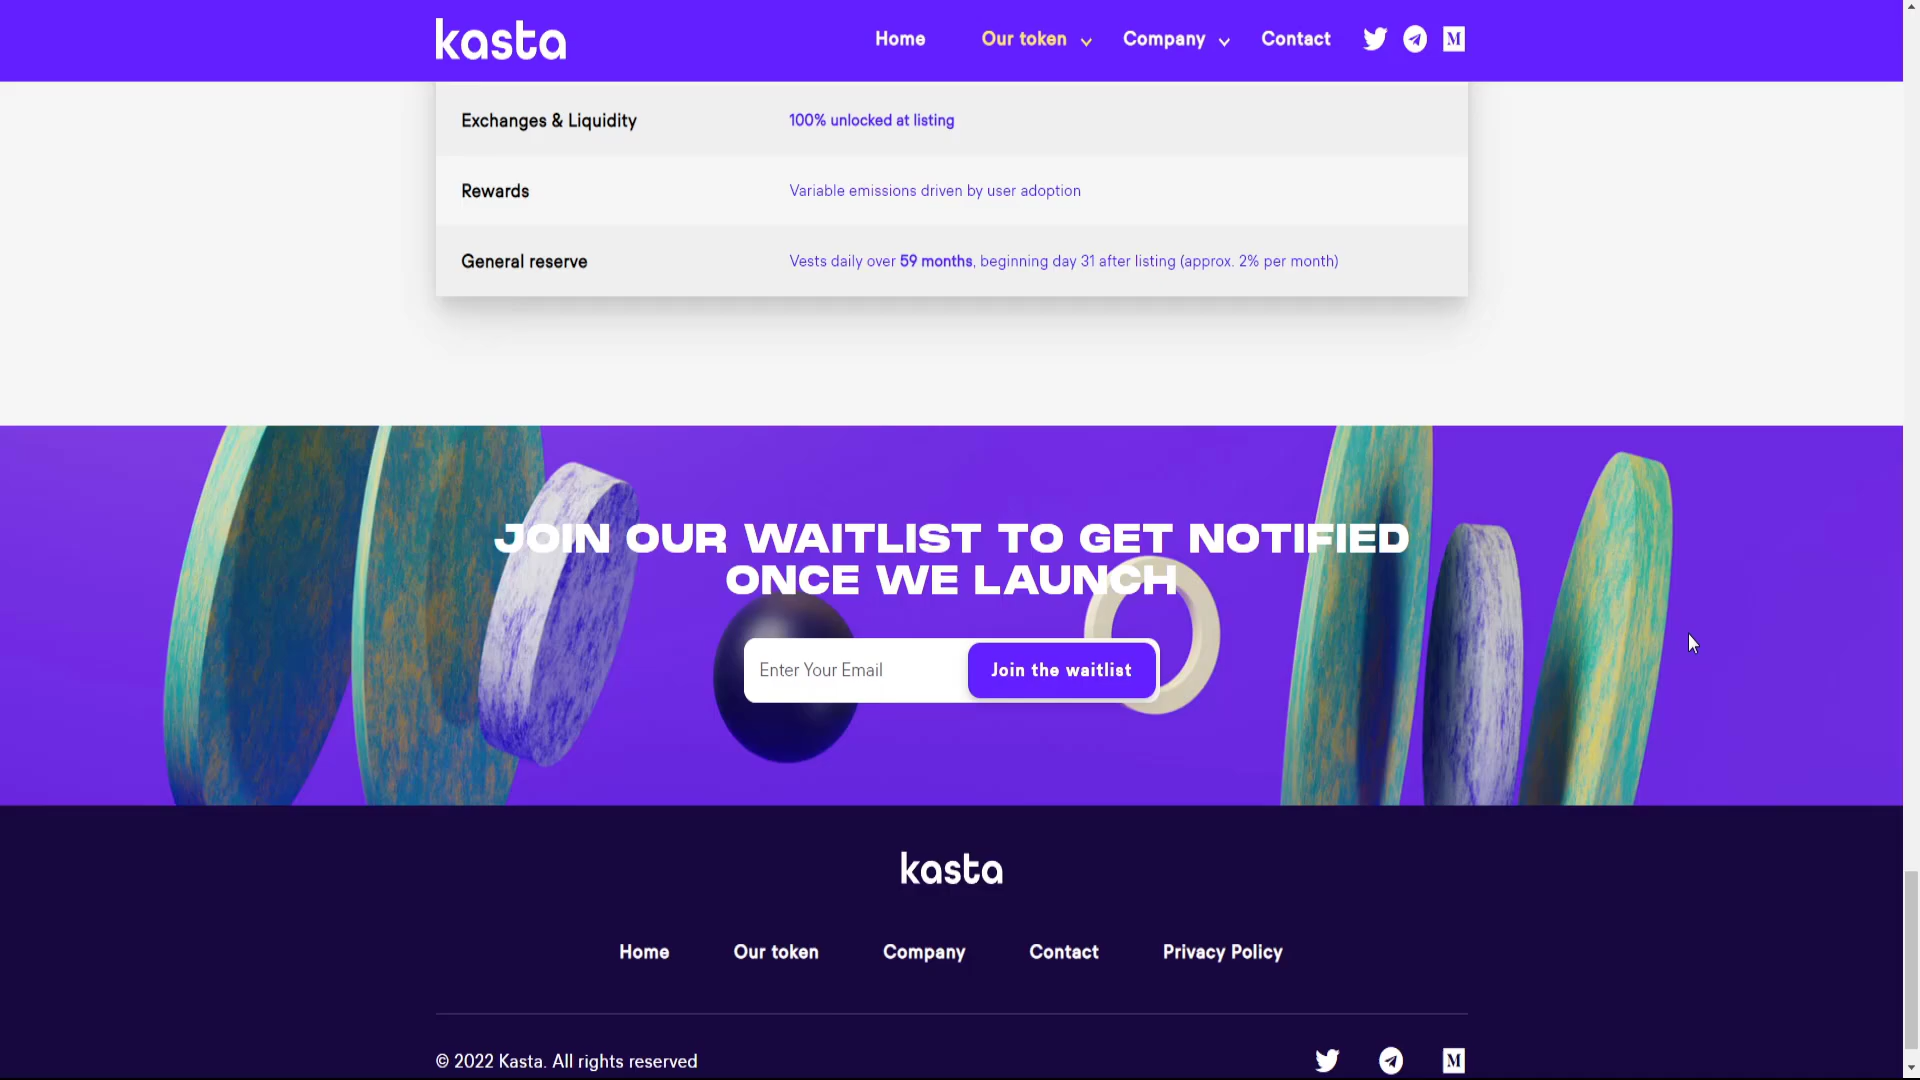 kasta
Home Our token Company Contact
Exchanges & Liquidity 100% unlocked at listing
Rewards Variable emissions driven by user adoption
General reserve Vests daily over 59 months, beginning day 31 after listing (approx. 2% per month)
JOIN OUR WAITLIST TO GET NOTIFIED
ONCE WE LAUNCH
Enter Your Email Join the waitlist
kasta
Home Our token Company Contact Privacy Policy
© 2022 Kasta. All rights reserved